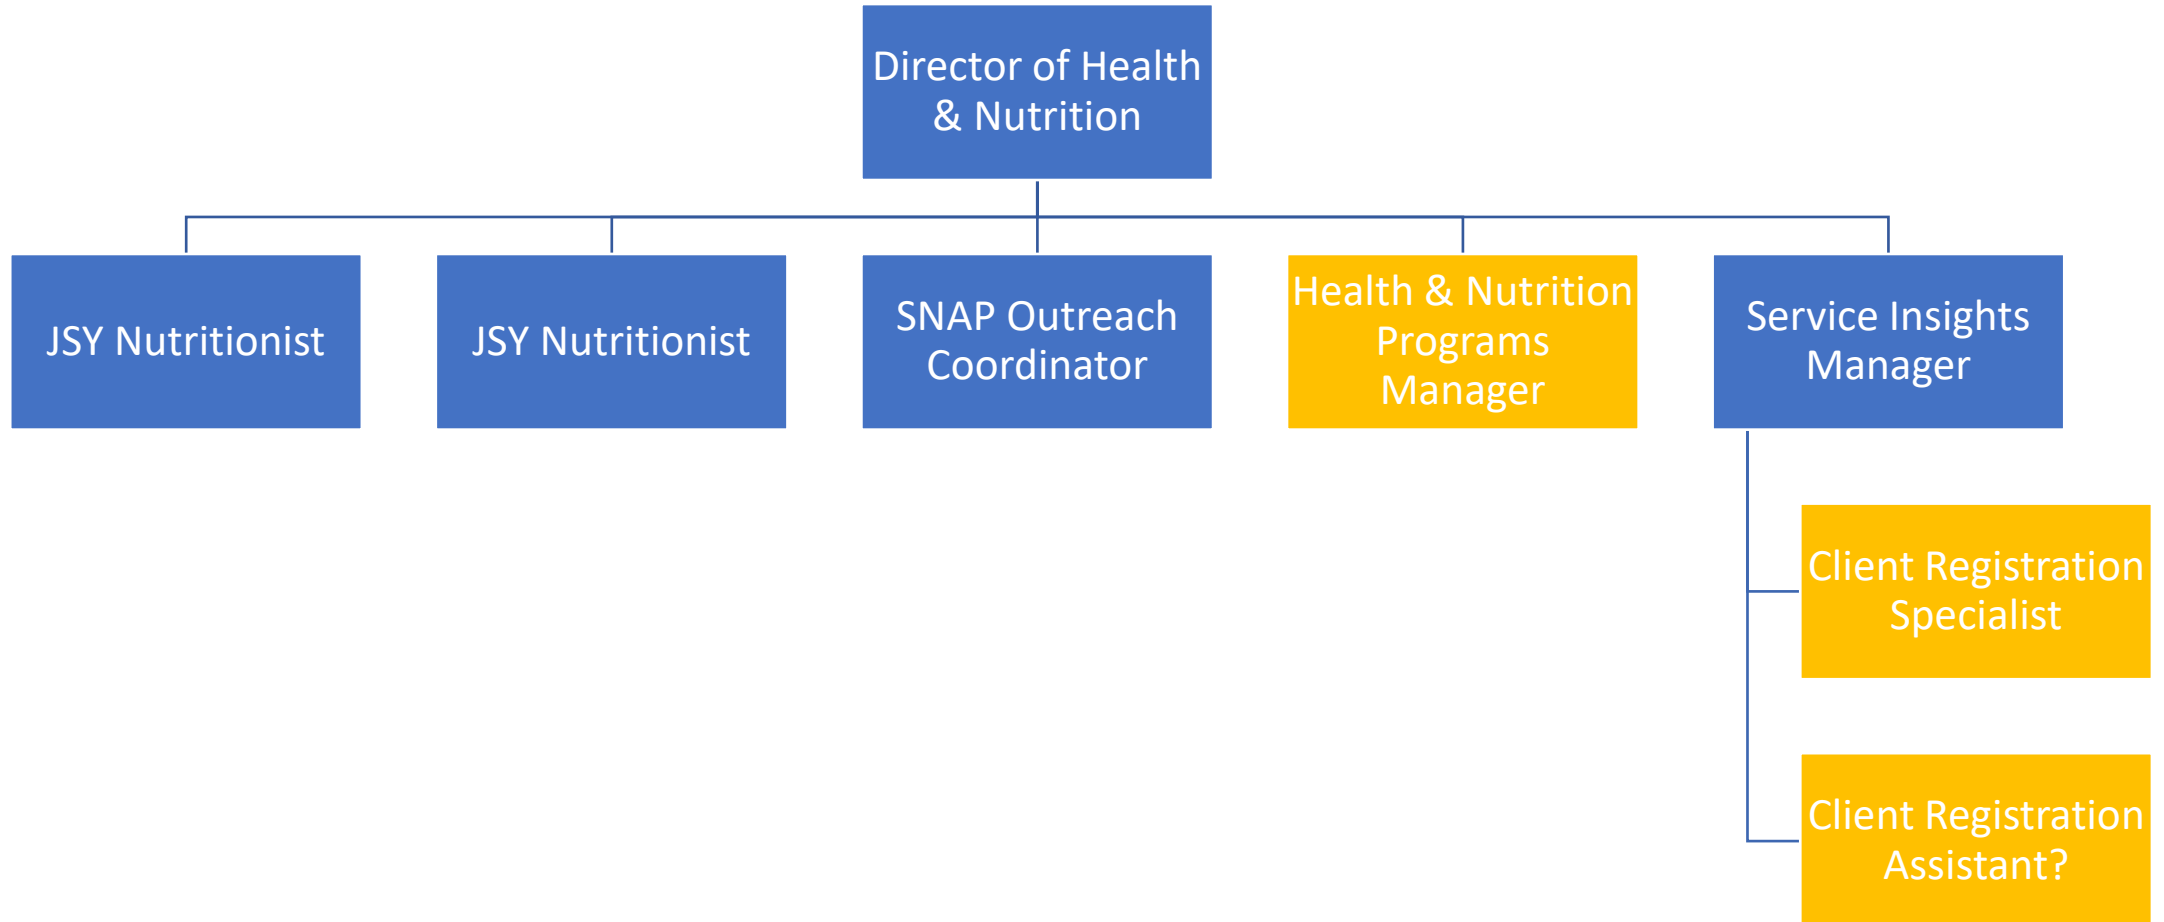 Director of Health
& Nutrition
JSY Nutritionist
JSY Nutritionist
SNAP Outreach
Coordinator
Health & Nutrition
Programs
Manager
Service Insights
Manager
Client Registration
Specialist
Client Registration
Assistant?